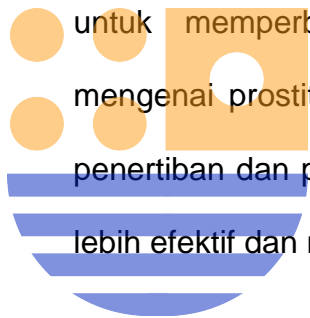 untuk memperb
mengenai prostit
penertiban dan p
lebih efektif dan